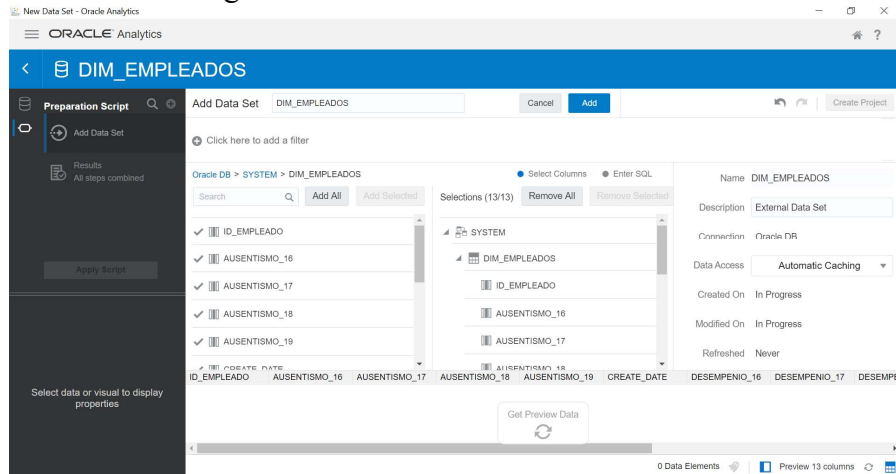 New Data Set - Oracle Analytics
ORACLE Analytics
DIM_EMPLEADOS
Preparation Script
Add Data Set
Results
All steps combined
Apply Script
Select data or visual to display
properties
Add Data Set DIM_EMPLEADOS Cancel Add Create Project
Click here to add a filter
Oracle DB > SYSTEM > DIM_EMPLEADOS
Search Add All Add Selected
ID_EMPLEADO
AUSENTISMO_16
AUSENTISMO_17
AUSENTISMO_18
AUSENTISMO_19
CREATE_DATE
Select Columns Enter SQL
Selections (13/13) Remove All Remove Selected
SYSTEM
DIM_EMPLEADOS
ID_EMPLEADO
AUSENTISMO_16
AUSENTISMO_17
AUSENTISMO_18
Name DIM_EMPLEADOS
Description External Data Set
Connection Oracle DB
Data Access Automatic Caching
Created On In Progress
Modified On In Progress
Refreshed Never
ID_EMPLEADO AUSENTISMO_16 AUSENTISMO_17 AUSENTISMO_18 AUSENTISMO_19 CREATE_DATE DESEMPENIO_16 DESEMPENIO_17 DESEMPE
Get Preview Data
0 Data Elements Preview 13 columns